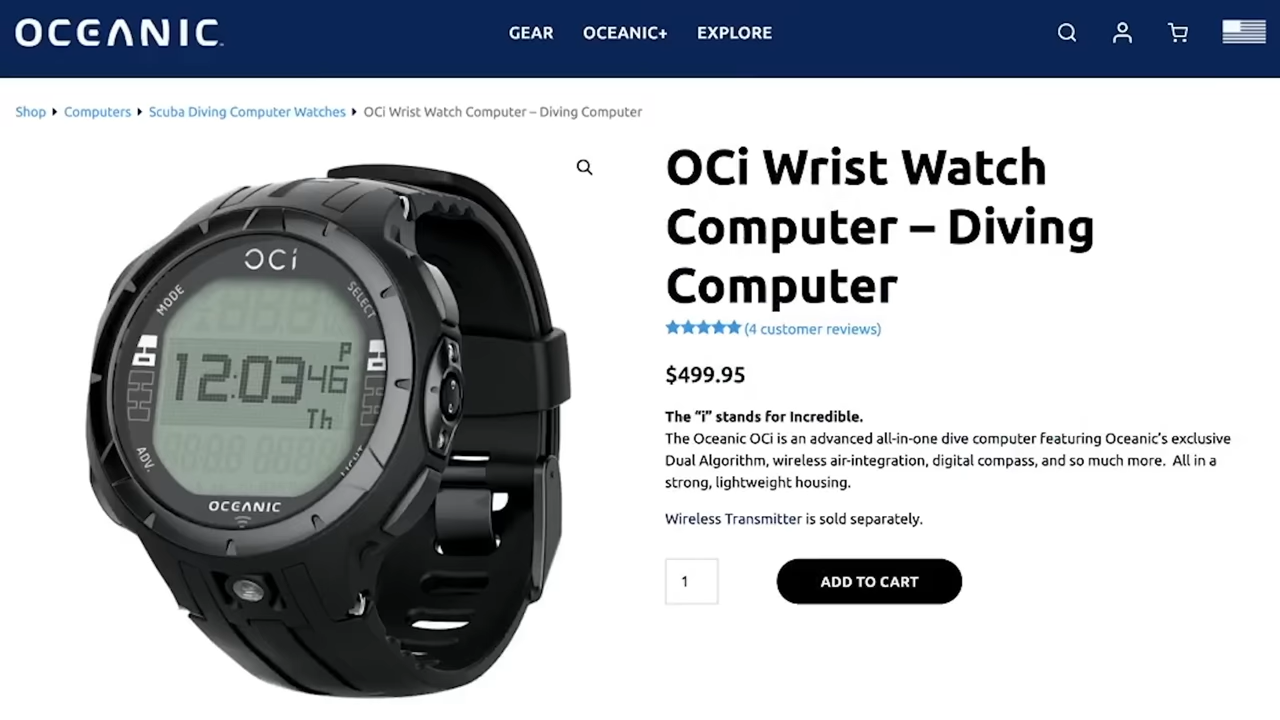 OCEANIC
GEAR OCEANIC+ EXPLORE
Shop Computers Scuba Diving Computer Watches OCi Wrist Watch Computer – Diving Computer
OCi Wrist Watch
Computer – Diving
Computer
(4 customer reviews)
$499.95
The “i” stands for Incredible.
The Oceanic OCi is an advanced all-in-one dive computer featuring Oceanic’s exclusive
Dual Algorithm, wireless air-integration, digital compass, and so much more. All in a
strong, lightweight housing.
Wireless Transmitter is sold separately.
1
ADD TO CART
OCi
MODE
SELECT
P
12:03 46
Th
ADV.
LIGHT
OCEANIC